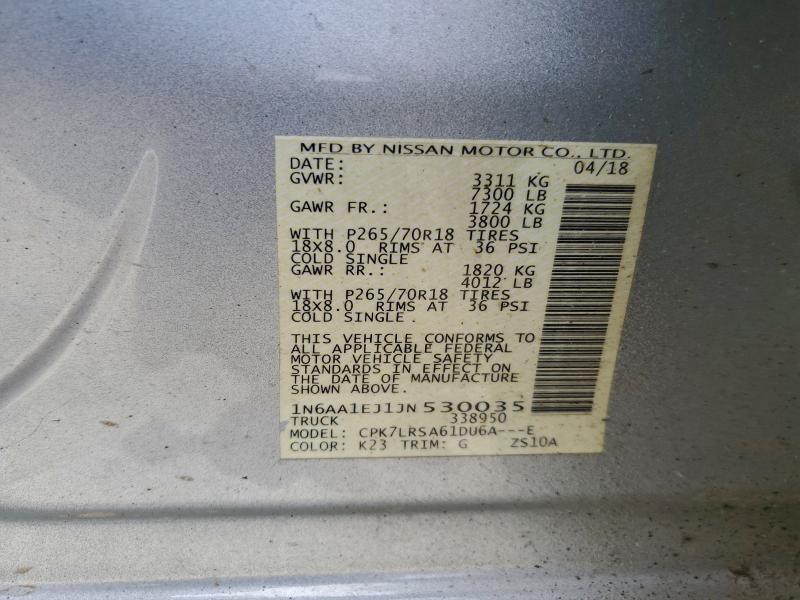 MFD BY NISSAN MOTOR CO., LTD.
DATE: 04/18
GVWR: 3311 KG
7300 LB
GAWR FR.: 1724 KG
3800 LB
WITH P265/70R18 TIRES
18X8.0 RIMS AT 36 PSI
COLD SINGLE
GAWR RR.: 1820 KG
4012 LB
WITH P265/70R18 TIRES
18X8.0 RIMS AT 36 PSI
COLD SINGLE.
THIS VEHICLE CONFORMS TO
ALL APPLICABLE FEDERAL
MOTOR VEHICLE SAFETY
STANDARDS IN EFFECT ON
THE DATE OF MANUFACTURE
SHOWN ABOVE.
1N6AA1EJ1JN530035
TRUCK 338950
MODEL: CPK7LRSA61DU6A---E
COLOR: K23 TRIM: G ZS10A